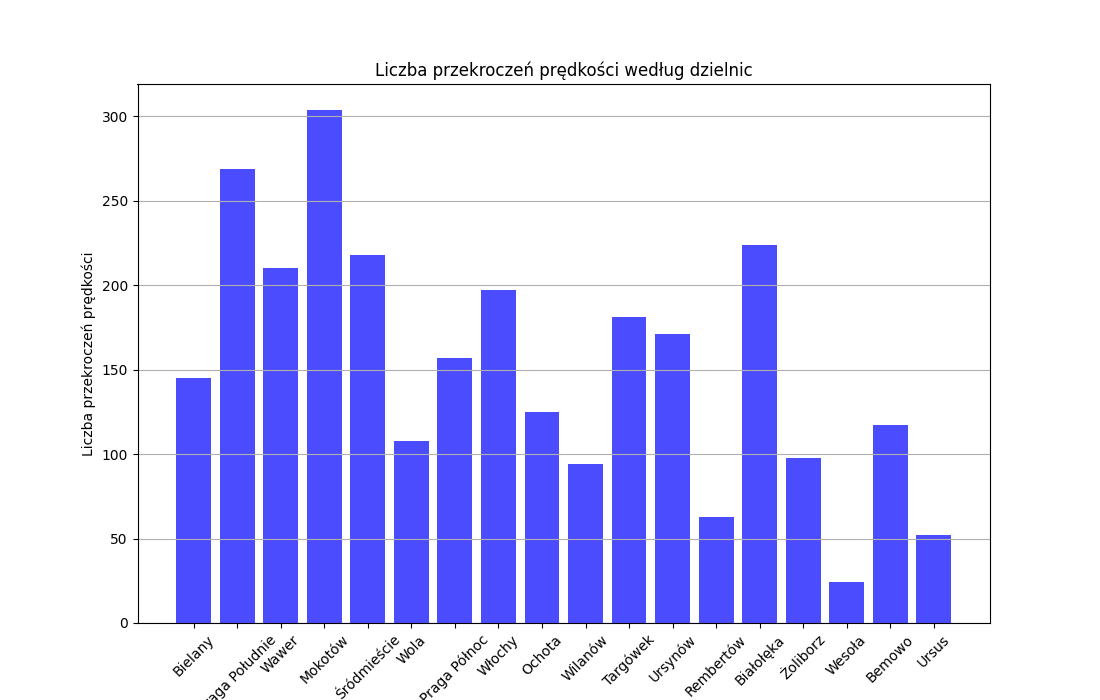 Liczba przekroczeń prędkości według dzielnic
Liczba przekroczeń prędkości
300
250
200
150
100
50
0
Bielany
aga Południe
Wawer
Mokotów
Śródmieście
Wola
Praga Północ
Włochy
Ochota
Wilanów
Targówek
Ursynów
Rembertów
Białołęka
Żoliborz
Wesoła
Bemowo
Ursus